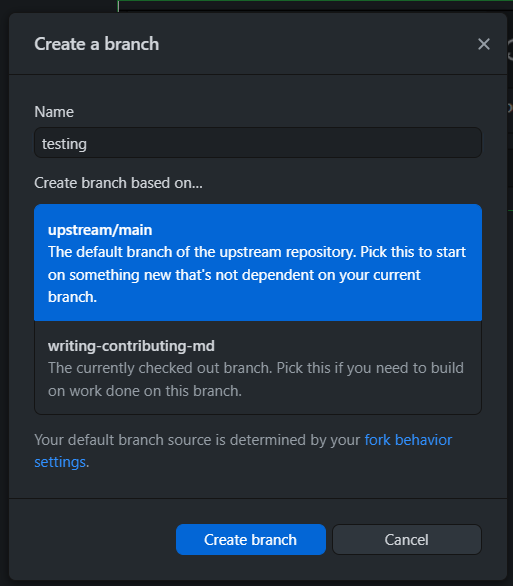 Create a branch
Name
testing
Create branch based on...
upstream/main
The default branch of the upstream repository. Pick this to start
on something new that's not dependent on your current
branch.
writing-contributing-md
The currently checked out branch. Pick this if you need to build
on work done on this branch.
Your default branch source is determined by your fork behavior
settings.
Create branch
Cancel